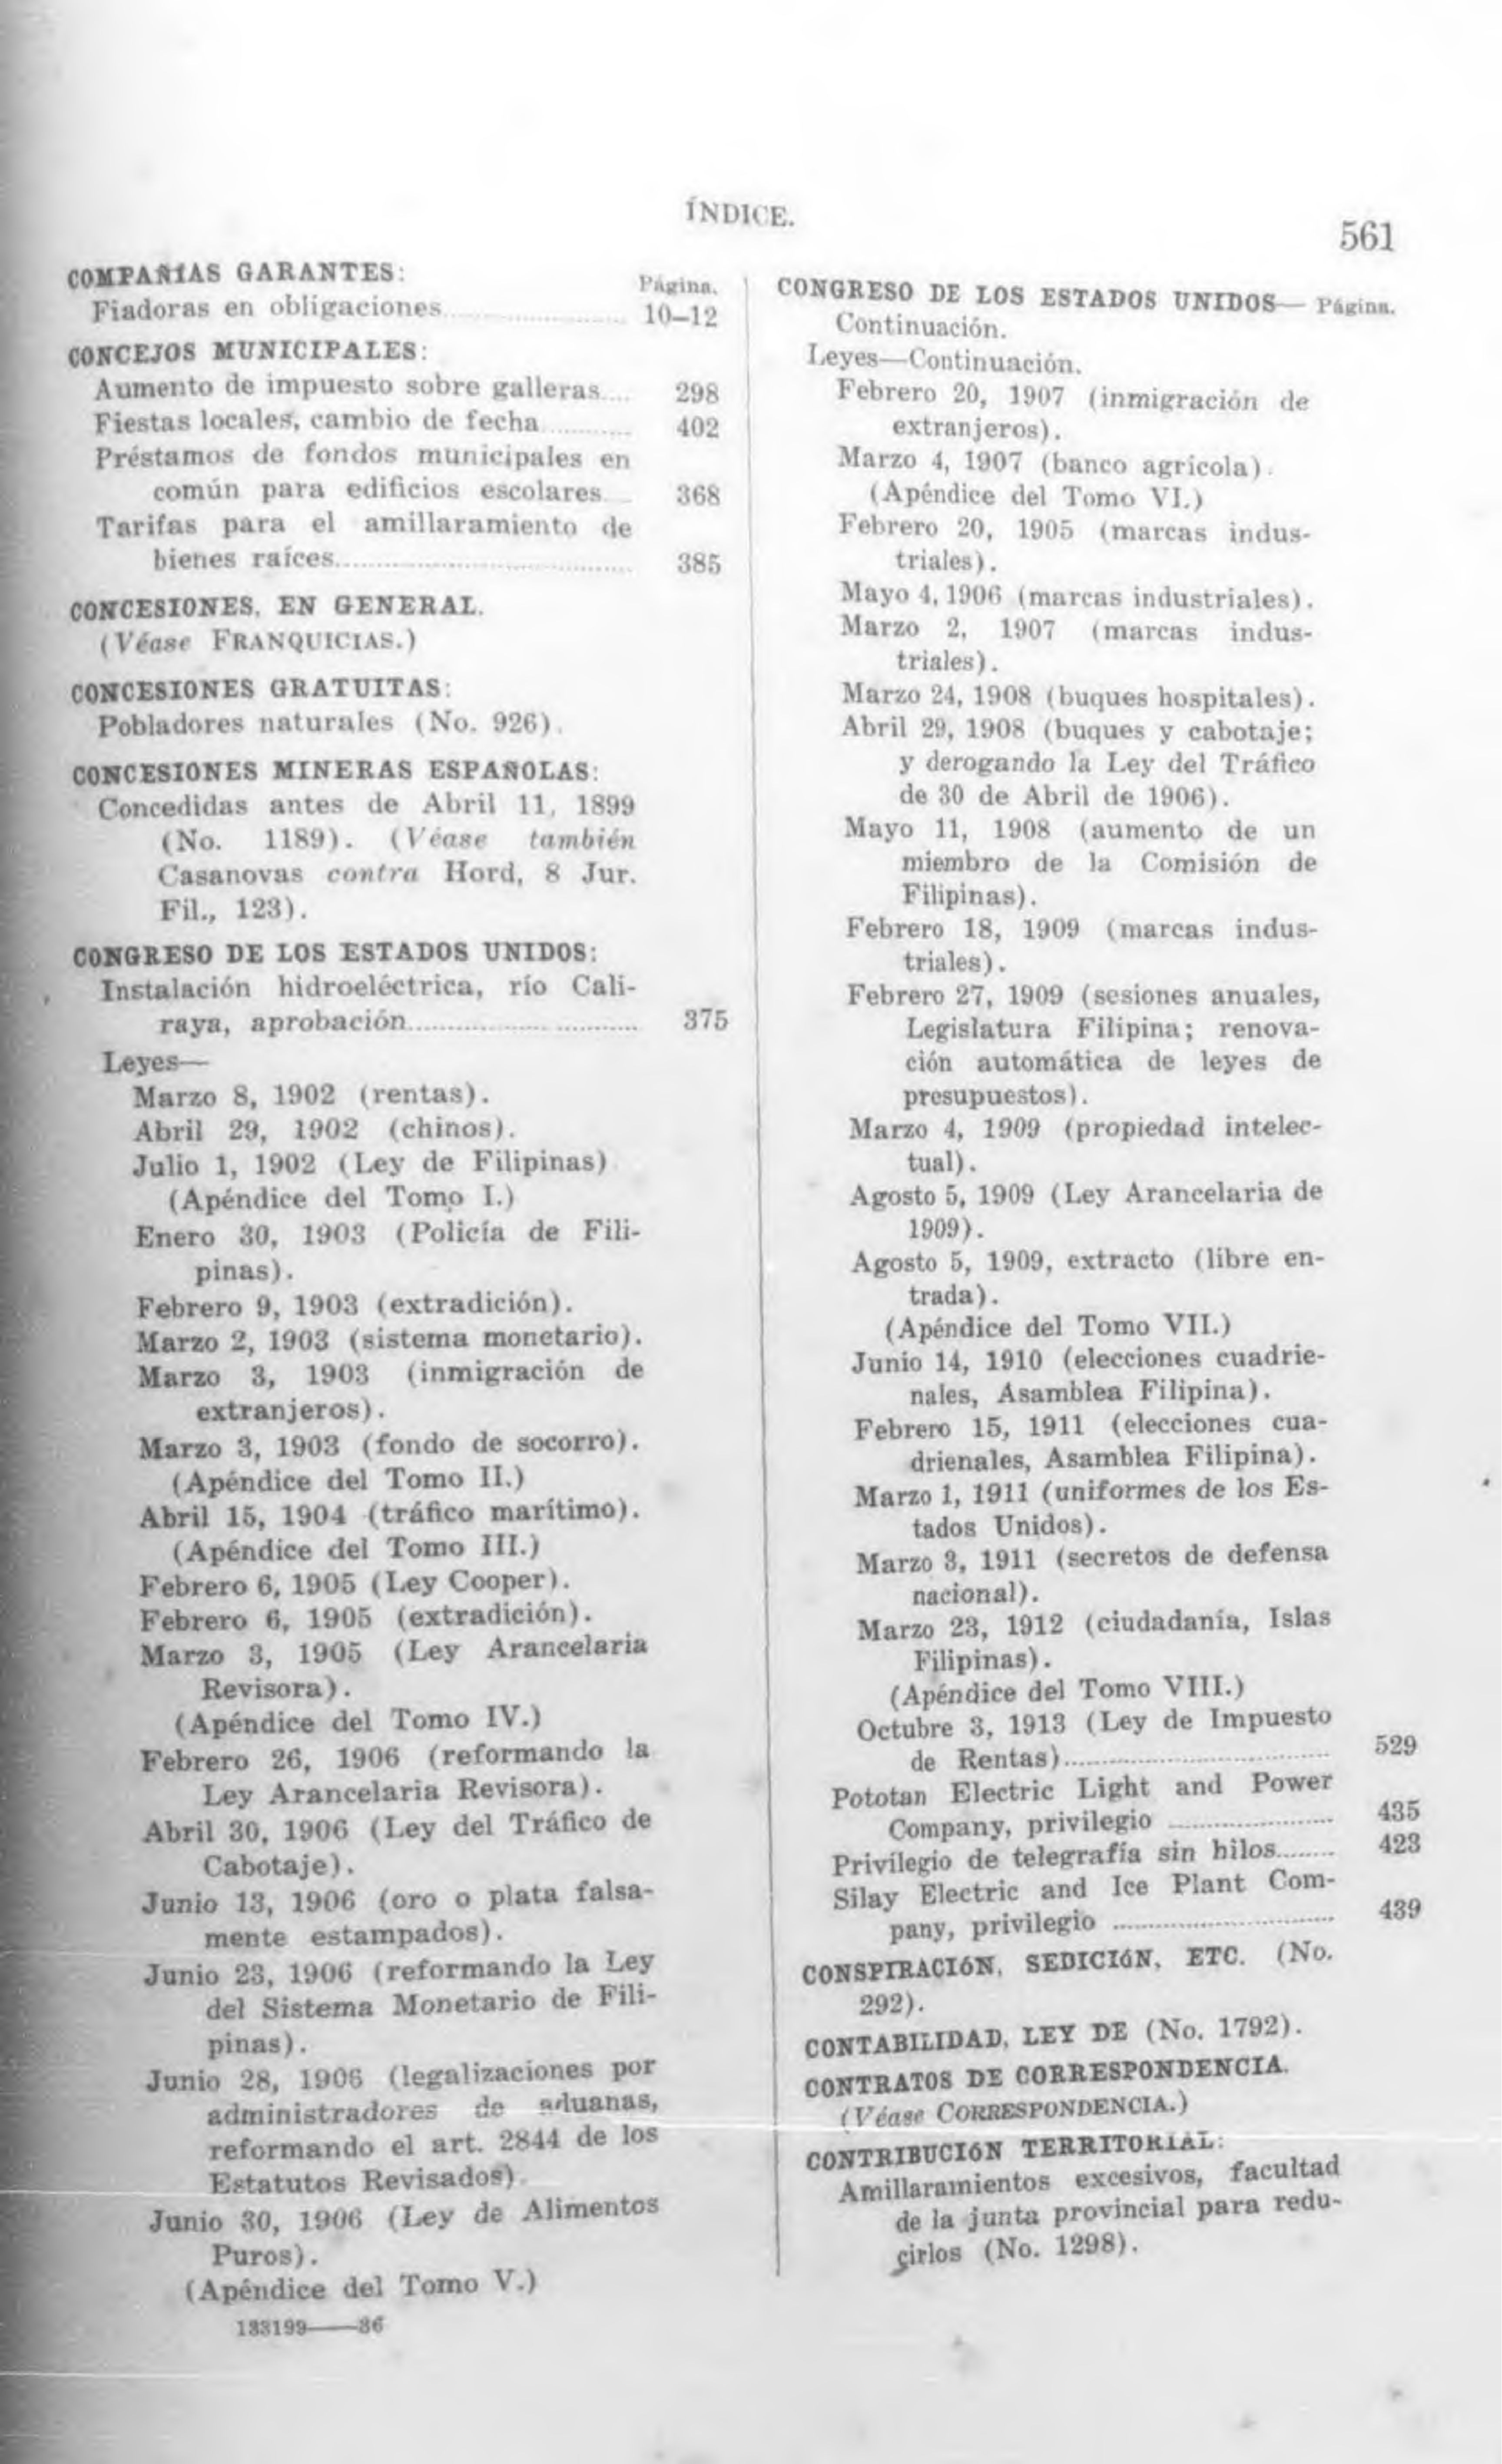 ÍNDICE.
561
COMPAÑÍAS GARANTES:
Página.
Fiadoras en obligaciones 10–12
CONCEJOS MUNICIPALES:
Aumento de impuesto sobre galleras 298
Fiestas locales, cambio de fecha 402
Préstamos de fondos municipales en
común para edificios escolares 368
Tarifas para el amillaramiento de
bienes raíces 385
CONCESIONES, EN GENERAL.
(Véase FRANQUICIAS.)
CONCESIONES GRATUITAS:
Pobladores naturales (No. 926).
CONCESIONES MINERAS ESPAÑOLAS:
Concedidas antes de Abril 11, 1899
(No. 1189). (Véase también
Casanovas contra Hord, 8 Jur.
Fil., 123).
CONGRESO DE LOS ESTADOS UNIDOS:
Instalación hidroeléctrica, río Cali-
raya, aprobación 375
Leyes—
Marzo 8, 1902 (rentas).
Abril 29, 1902 (chinos).
Julio 1, 1902 (Ley de Filipinas)
(Apéndice del Tomo I.)
Enero 30, 1903 (Policía de Fili-
pinas).
Febrero 9, 1903 (extradición).
Marzo 2, 1903 (sistema monetario).
Marzo 3, 1903 (inmigración de
extranjeros).
Marzo 3, 1903 (fondo de socorro).
(Apéndice del Tomo II.)
Abril 15, 1904 (tráfico marítimo).
(Apéndice del Tomo III.)
Febrero 6, 1905 (Ley Cooper).
Febrero 6, 1905 (extradición).
Marzo 3, 1905 (Ley Arancelaria
Revisora).
(Apéndice del Tomo IV.)
Febrero 26, 1906 (reformando la
Ley Arancelaria Revisora).
Abril 30, 1906 (Ley del Tráfico de
Cabotaje).
Junio 13, 1906 (oro o plata falsa-
mente estampados).
Junio 23, 1906 (reformando la Ley
del Sistema Monetario de Fili-
pinas).
Junio 28, 1906 (legalizaciones por
administradores de aduanas,
reformando el art. 2844 de los
Estatutos Revisados)
Junio 30, 1906 (Ley de Alimentos
Puros).
(Apéndice del Tomo V.)
133199——36
CONGRESO DE LOS ESTADOS UNIDOS— Página.
Continuación.
Leyes—Continuación.
Febrero 20, 1907 (inmigración de
extranjeros).
Marzo 4, 1907 (banco agrícola).
(Apéndice del Tomo VI.)
Febrero 20, 1905 (marcas indus-
triales).
Mayo 4, 1906 (marcas industriales).
Marzo 2, 1907 (marcas indus-
triales).
Marzo 24, 1908 (buques hospitales).
Abril 29, 1908 (buques y cabotaje;
y derogando la Ley del Tráfico
de 30 de Abril de 1906).
Mayo 11, 1908 (aumento de un
miembro de la Comisión de
Filipinas).
Febrero 18, 1909 (marcas indus-
triales).
Febrero 27, 1909 (sesiones anuales,
Legislatura Filipina; renova-
ción automática de leyes de
presupuestos).
Marzo 4, 1909 (propiedad intelec-
tual).
Agosto 5, 1909 (Ley Arancelaria de
1909).
Agosto 5, 1909, extracto (libre en-
trada).
(Apéndice del Tomo VII.)
Junio 14, 1910 (elecciones cuadrie-
nales, Asamblea Filipina).
Febrero 15, 1911 (elecciones cua-
drienales, Asamblea Filipina).
Marzo 1, 1911 (uniformes de los Es-
tados Unidos).
Marzo 3, 1911 (secretos de defensa
nacional).
Marzo 23, 1912 (ciudadanía, Islas
Filipinas).
(Apéndice del Tomo VIII.)
Octubre 3, 1913 (Ley de Impuesto
de Rentas) 529
Pototan Electric Light and Power
Company, privilegio 435
Privilegio de telegrafía sin hilos 423
Silay Electric and Ice Plant Com-
pany, privilegio 439
CONSPIRACIÓN, SEDICIÓN, ETC. (No.
292).
CONTABILIDAD, LEY DE (No. 1792).
CONTRATOS DE CORRESPONDENCIA.
(Véase CORRESPONDENCIA.)
CONTRIBUCIÓN TERRITORIAL:
Amillaramientos excesivos, facultad
de la junta provincial para redu-
cirlos (No. 1298).